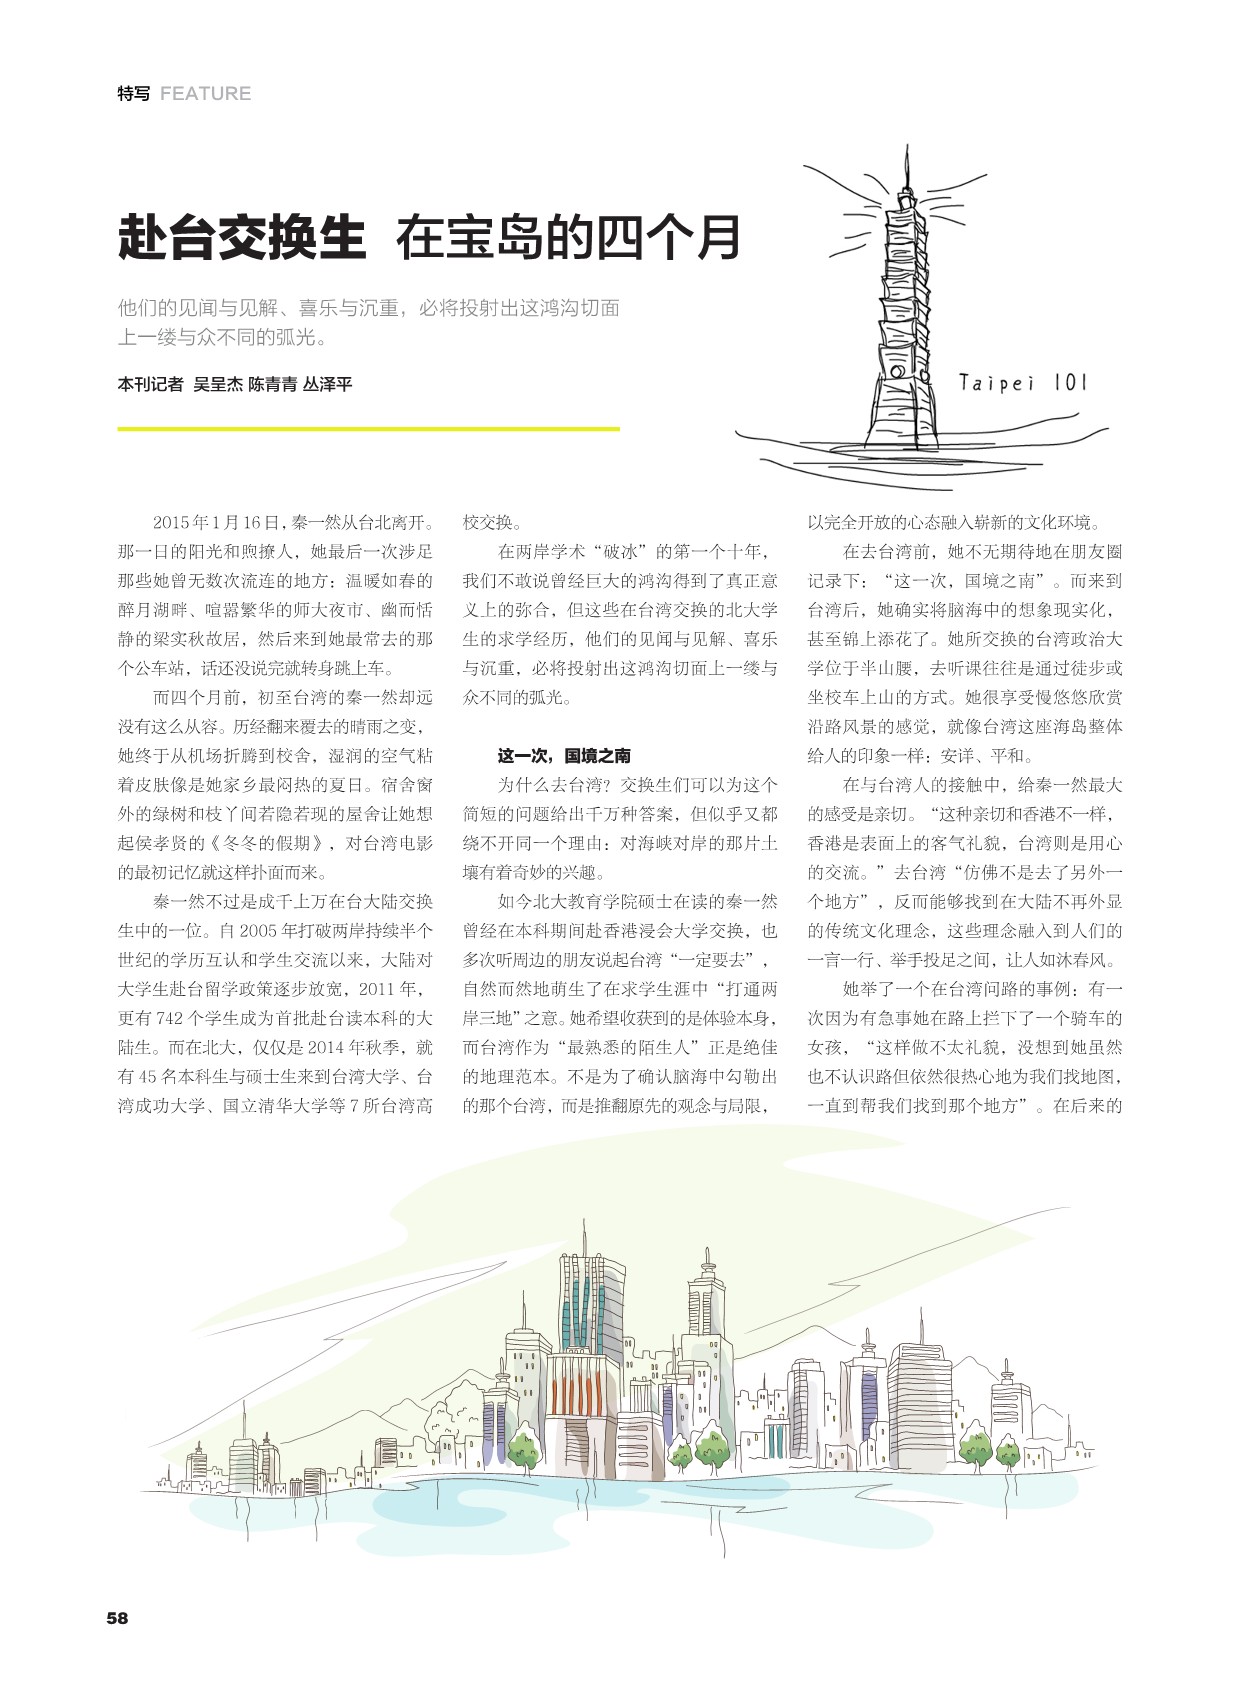 特写 FEATURE
赴台交换生 在宝岛的四个月
他们的见闻与见解、喜乐与沉重，必将投射出这鸿沟切面
上一缕与众不同的弧光。
本刊记者 吴呈杰 陈青青 丛泽平
Taipei 101
2015年1月16日，秦一然从台北离开。
那一日的阳光和煦撩人，她最后一次涉足
那些她曾无数次流连的地方：温暖如春的
醉月湖畔、喧嚣繁华的师大夜市、幽而恬
静的梁实秋故居，然后来到她最常去的那
个公车站，话还没说完就转身跳上车。
而四个月前，初至台湾的秦一然却远
没有这么从容。历经翻来覆去的晴雨之变，
她终于从机场折腾到校舍，湿润的空气粘
着皮肤像是她家乡最闷热的夏日。宿舍窗
外的绿树和枝丫间若隐若现的屋舍让她想
起侯孝贤的《冬冬的假期》，对台湾电影
的最初记忆就这样扑面而来。
秦一然不过是成千上万在台大陆交换
生中的一位。自2005年打破两岸持续半个
世纪的学历互认和学生交流以来，大陆对
大学生赴台留学政策逐步放宽，2011年，
更有742个学生成为首批赴台读本科的大
陆生。而在北大，仅仅是2014年秋季，就
有45名本科生与硕士生来到台湾大学、台
湾成功大学、国立清华大学等7所台湾高
校交换。
在两岸学术“破冰”的第一个十年，
我们不敢说曾经巨大的鸿沟得到了真正意
义上的弥合，但这些在台湾交换的北大学
生的求学经历，他们的见闻与见解、喜乐
与沉重，必将投射出这鸿沟切面上一缕与
众不同的弧光。
这一次，国境之南
为什么去台湾？交换生们可以为这个
简短的问题给出千万种答案，但似乎又都
绕不开同一个理由：对海峡对岸的那片土
壤有着奇妙的兴趣。
如今北大教育学院硕士在读的秦一然
曾经在本科期间赴香港浸会大学交换，也
多次听周边的朋友说起台湾“一定要去”，
自然而然地萌生了在求学生涯中“打通两
岸三地”之意。她希望收获到的是体验本身，
而台湾作为“最熟悉的陌生人”正是绝佳
的地理范本。不是为了确认脑海中勾勒出
的那个台湾，而是推翻原先的观念与局限，
以完全开放的心态融入崭新的文化环境。
在去台湾前，她不无期待地在朋友圈
记录下：“这一次，国境之南”。而来到
台湾后，她确实将脑海中的想象现实化，
甚至锦上添花了。她所交换的台湾政治大
学位于半山腰，去听课往往是通过徒步或
坐校车上山的方式。她很享受慢悠悠欣赏
沿路风景的感觉，就像台湾这座海岛整体
给人的印象一样：安详、平和。
在与台湾人的接触中，给秦一然最大
的感受是亲切。“这种亲切和香港不一样，
香港是表面上的客气礼貌，台湾则是用心
的交流。”去台湾“仿佛不是去了另外一
个地方”，反而能够找到在大陆不再外显
的传统文化理念，这些理念融入到人们的
一言一行、举手投足之间，让人如沐春风。
她举了一个在台湾问路的事例：有一
次因为有急事她在路上拦下了一个骑车的
女孩，“这样做不太礼貌，没想到她虽然
也不认识路但依然很热心地为我们找地图，
一直到帮我们找到那个地方”。在后来的
58